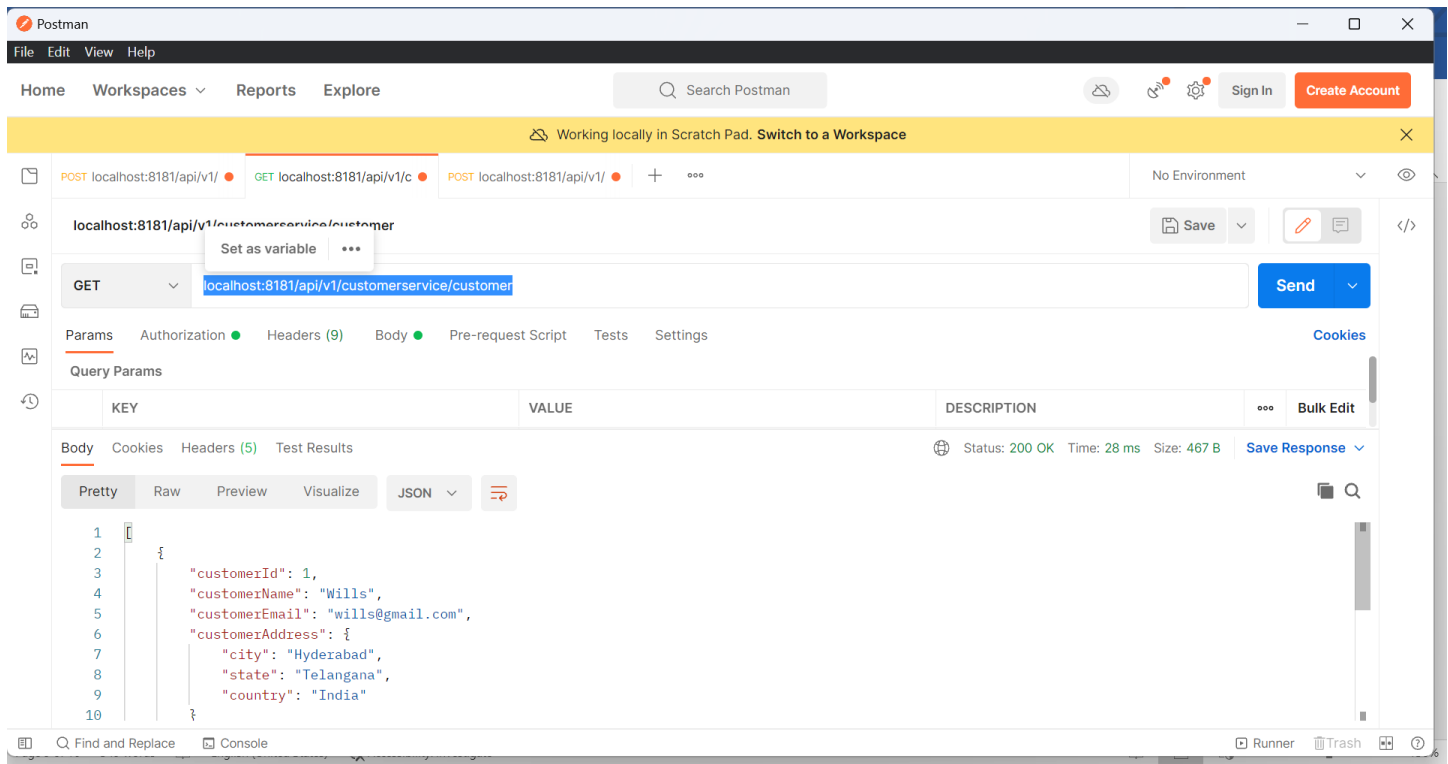 Postman
File Edit View Help
Home Workspaces Reports Explore Search Postman Sign In Create Account
Working locally in Scratch Pad. Switch to a Workspace
POST localhost:8181/api/v1/ GET localhost:8181/api/v1/c POST localhost:8181/api/v1/ No Environment
localhost:8181/api/v1/customerservice/customer Save
Set as variable
GET localhost:8181/api/v1/customerservice/customer Send
Params Authorization Headers (9) Body Pre-request Script Tests Settings Cookies
Query Params
KEY VALUE DESCRIPTION Bulk Edit
Body Cookies Headers (5) Test Results Status: 200 OK Time: 28 ms Size: 467 B Save Response
Pretty Raw Preview Visualize JSON
1 [
2 {
3 "customerId": 1,
4 "customerName": "Wills",
5 "customerEmail": "wills@gmail.com",
6 "customerAddress": {
7 "city": "Hyderabad",
8 "state": "Telangana",
9 "country": "India"
10 }
Find and Replace Console Runner Trash